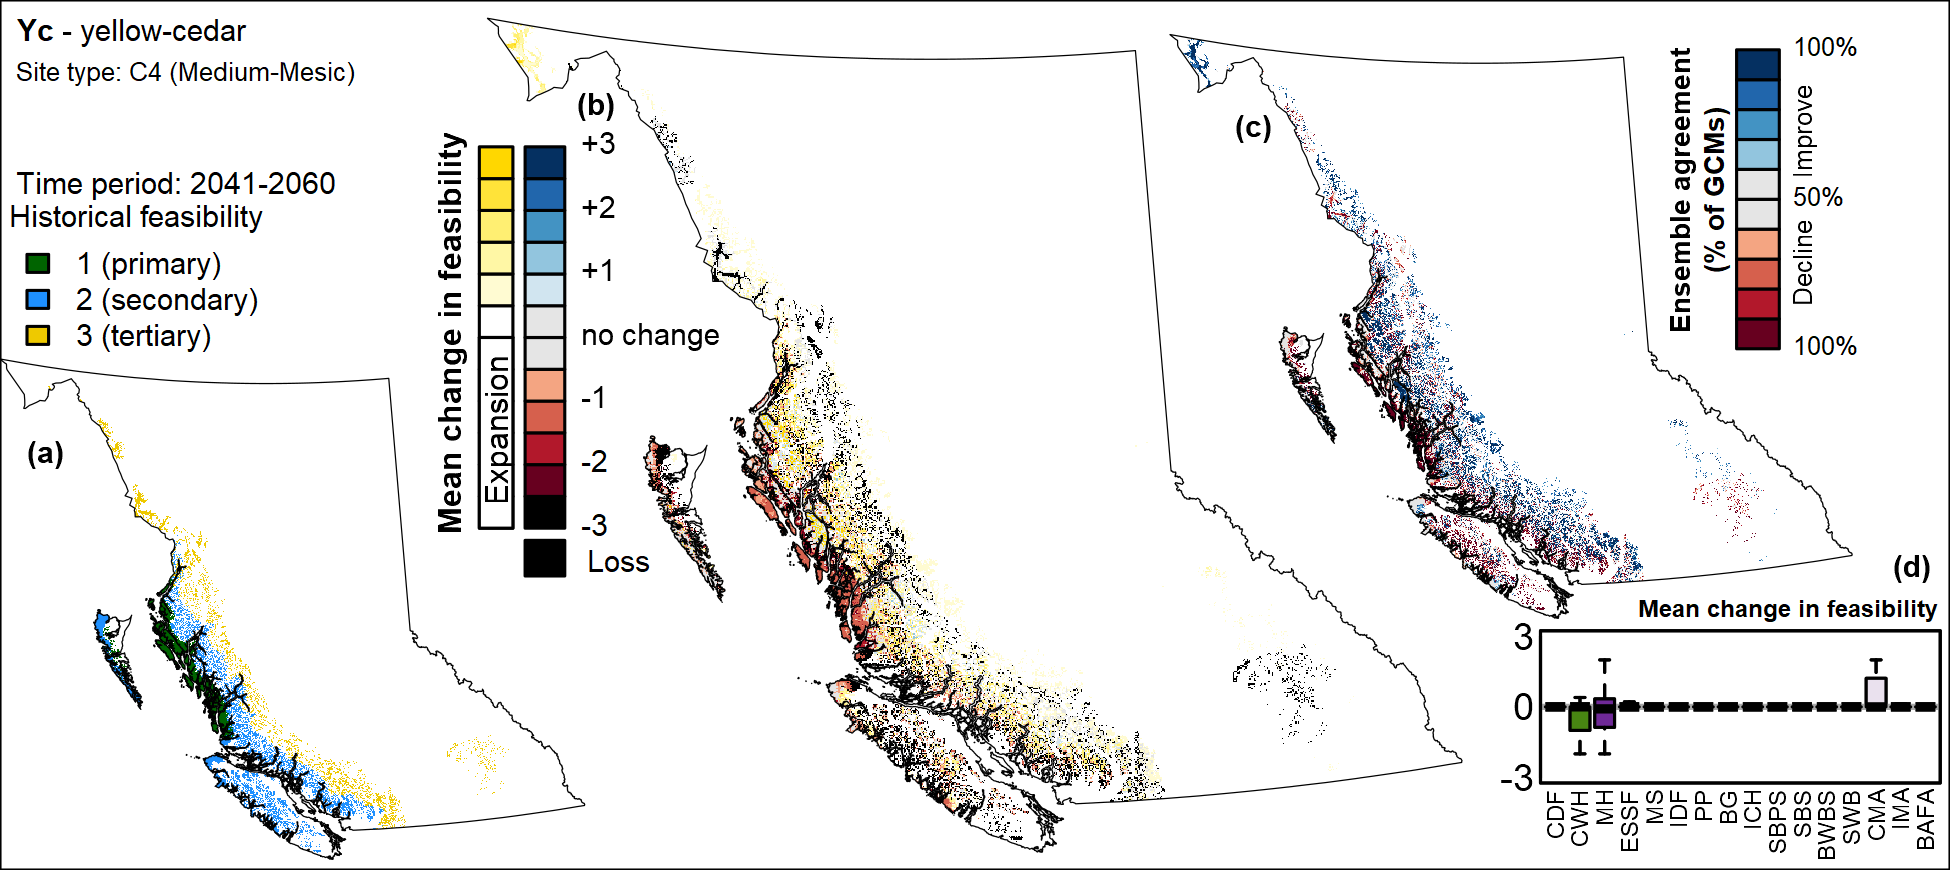 Yc - yellow-cedar
Site type: C4 (Medium-Mesic)
Time period: 2041-2060
Historical feasibility
1 (primary)
2 (secondary)
3 (tertiary)
(a)
(b)
Mean change in feasibility
Expansion
+3
+2
+1
no change
-1
-2
-3
Loss
(c)
Ensemble agreement
(% of GCMs)
100%
Improve
50%
Decline
100%
(d)
Mean change in feasibility
3
0
-3
CDF
CWH
MH
ESSF
MS
IDF
PP
BG
ICH
SBPS
SBS
BWBS
SWB
CMA
IMA
BAFA